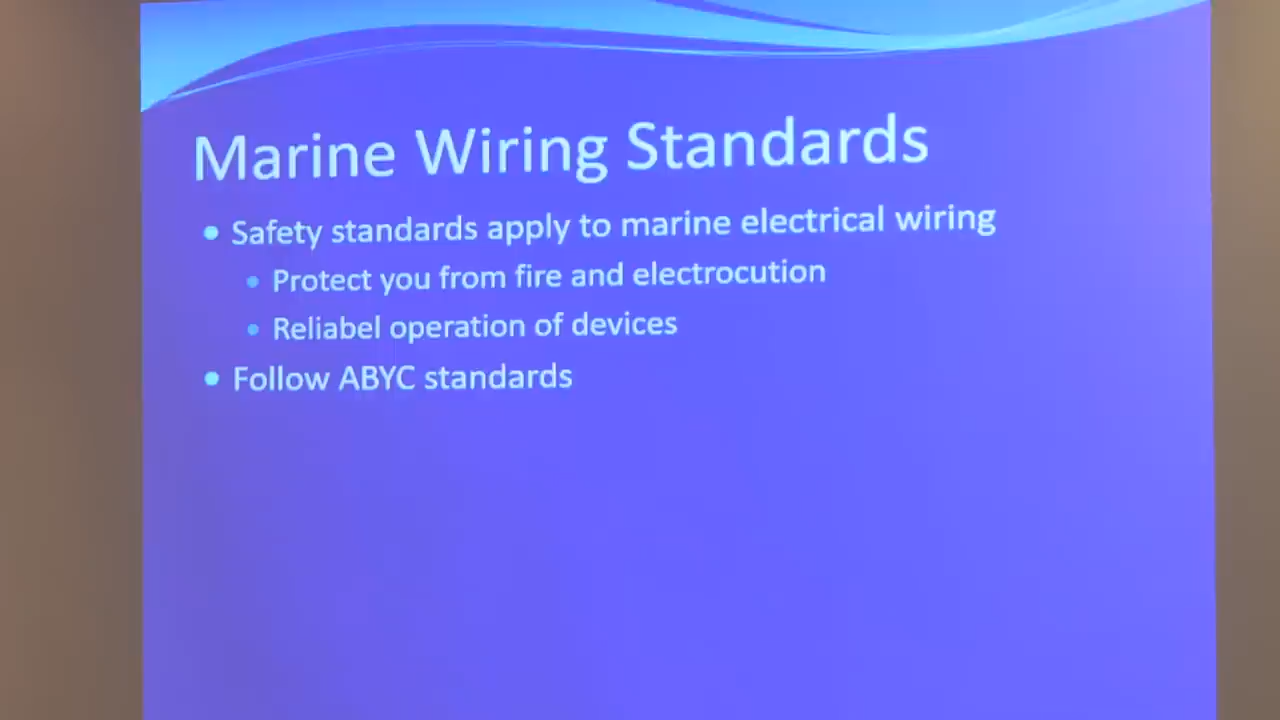 Marine Wiring Standards
• Safety standards apply to marine electrical wiring
• Protect you from fire and electrocution
• Reliabel operation of devices
• Follow ABYC standards